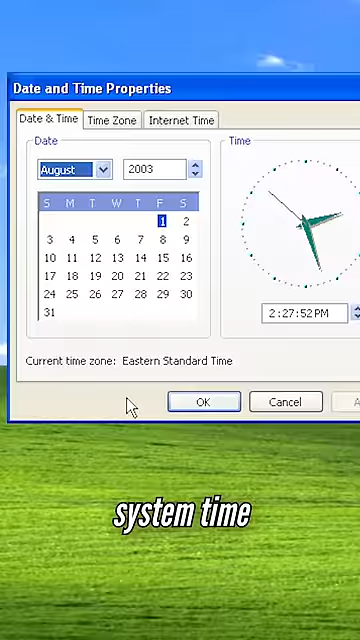 Date and Time Properties
Date & Time Time Zone Internet Time
Date Time
August 2003
S M T W T F S
1 2
3 4 5 6 7 8 9
10 11 12 13 14 15 16
17 18 19 20 21 22 23
24 25 26 27 28 29 30
31
2:27:52 PM
Current time zone: Eastern Standard Time
OK Cancel A
system time